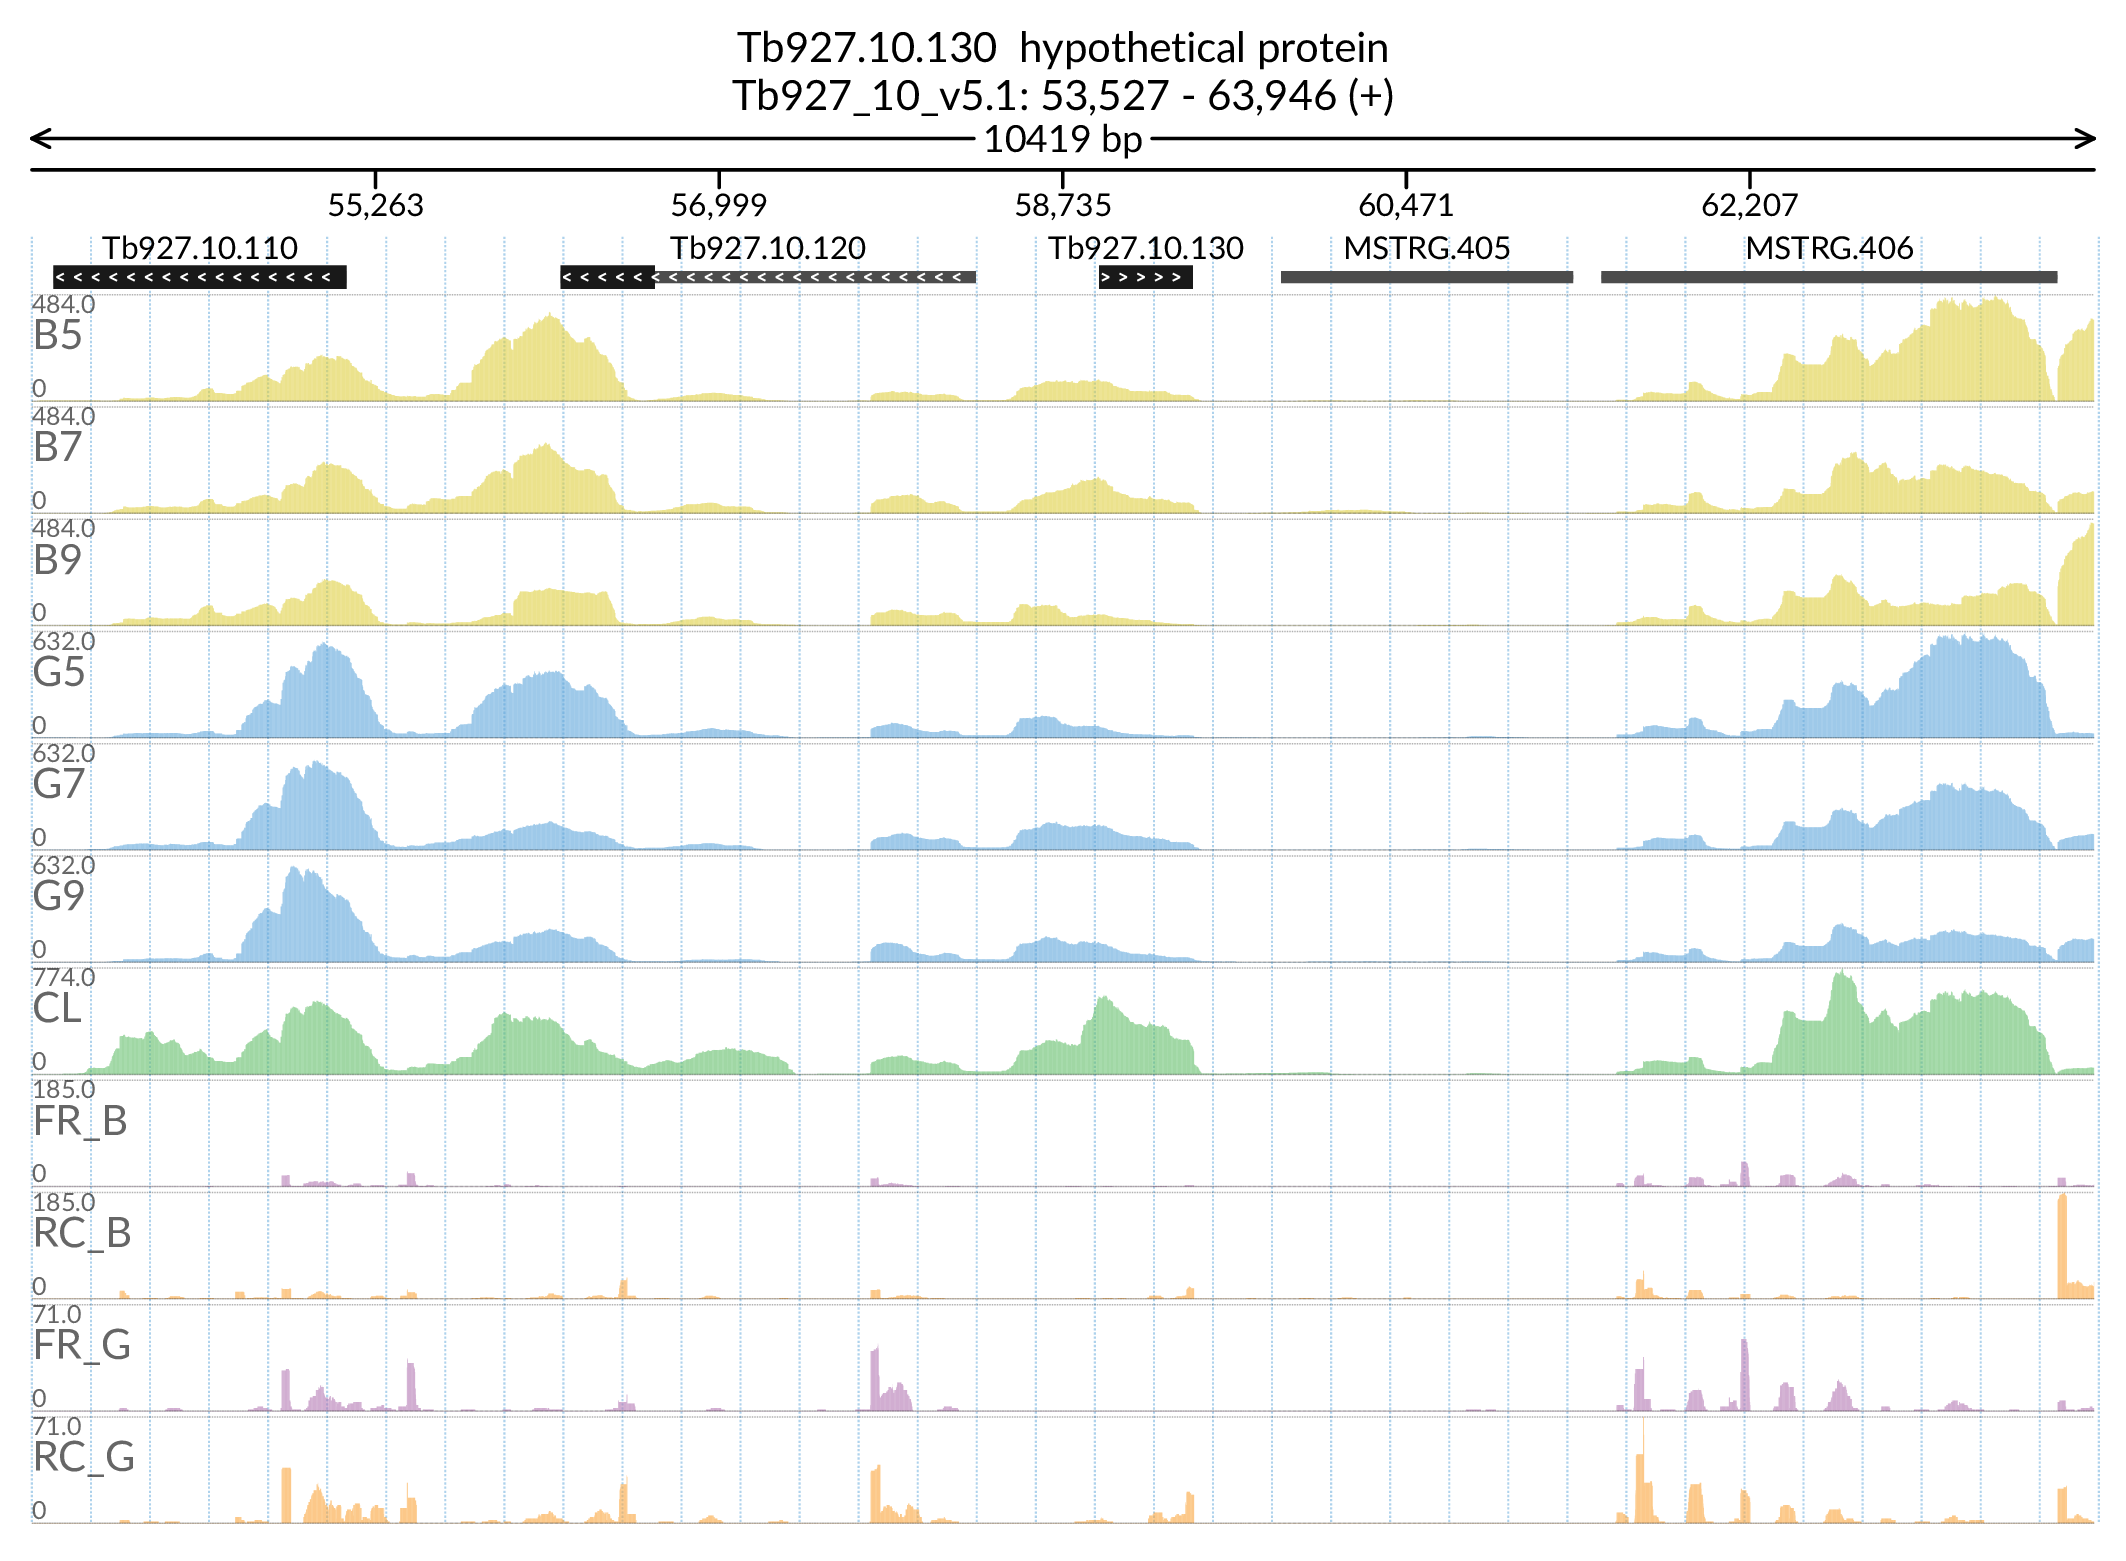 Tb927.10.130 hypothetical protein
Tb927_10_v5.1: 53,527 - 63,946 (+)
10419 bp
55,263 56,999 58,735 60,471 62,207
Tb927.10.110 Tb927.10.120 Tb927.10.130 MSTRG.405 MSTRG.406
484.0
B5
0
484.0
B7
0
484.0
B9
0
632.0
G5
0
632.0
G7
0
632.0
G9
0
774.0
CL
0
185.0
FR_B
0
185.0
RC_B
0
71.0
FR_G
0
71.0
RC_G
0